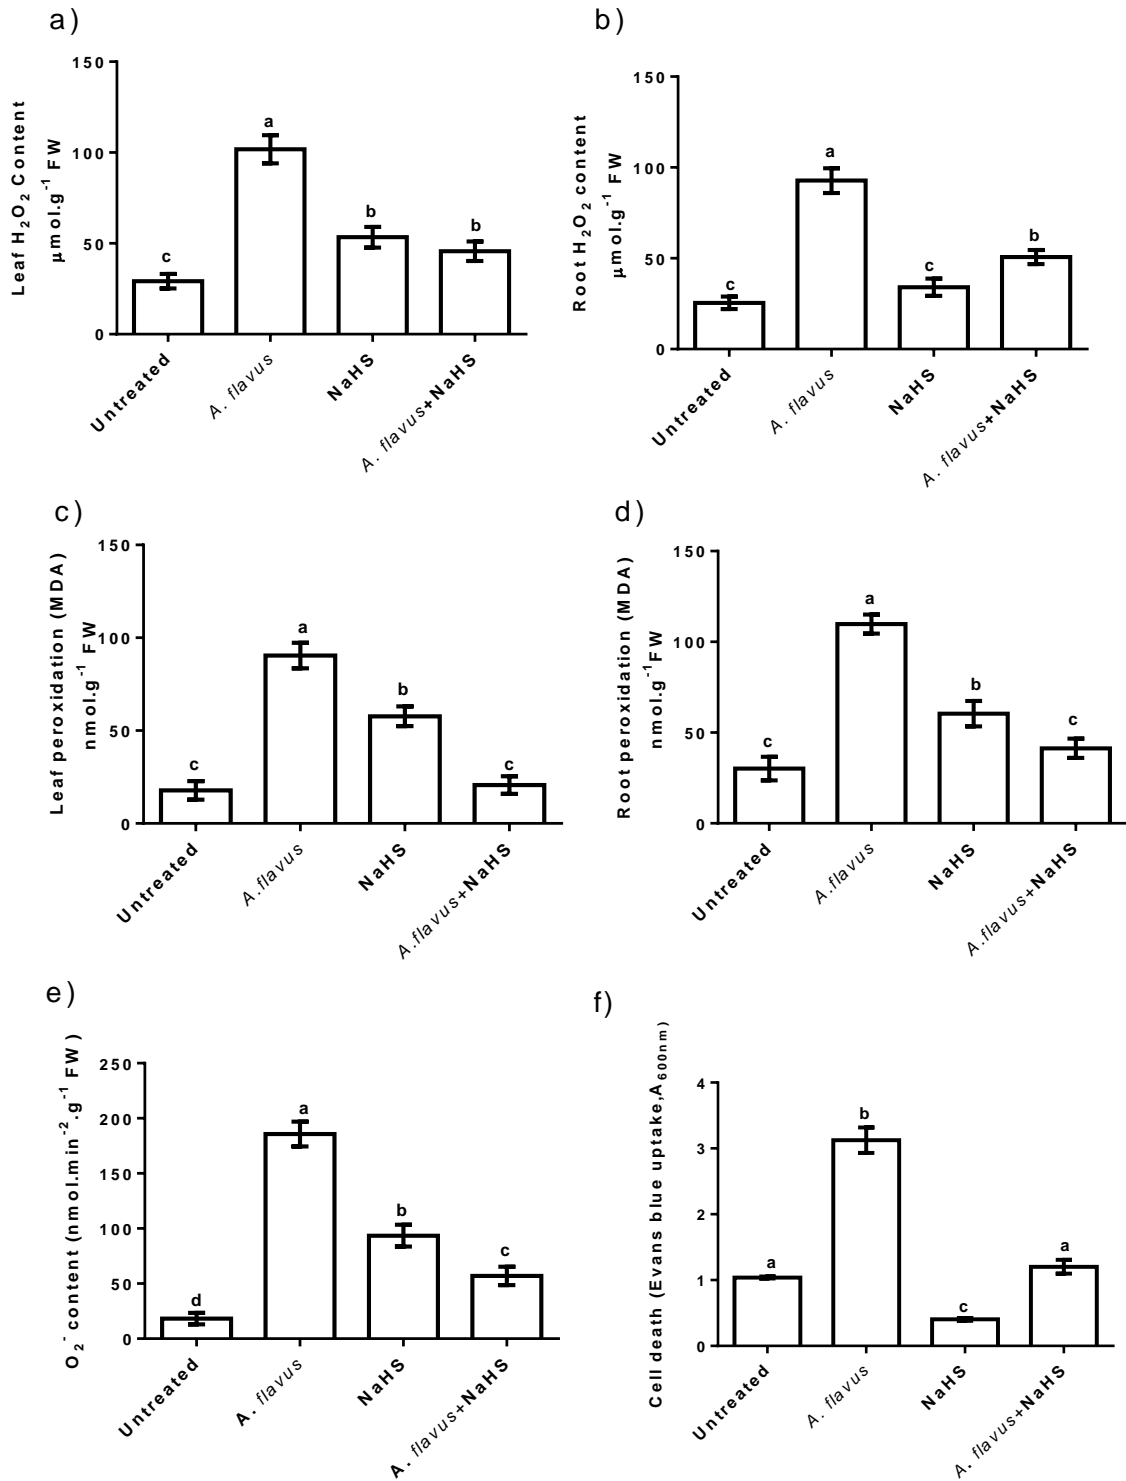 a)
Leaf H₂O₂ Content
µmol.g⁻¹ FW
150
100
50
0
c
a
b
b
Untreated
A. flavus
NaHS
A. flavus+NaHS
b)
Root H₂O₂ content
µmol.g⁻¹ FW
150
100
50
0
c
a
c
b
Untreated
A. flavus
NaHS
A. flavus+NaHS
c)
Leaf peroxidation (MDA)
nmol.g⁻¹ FW
150
100
50
0
c
a
b
c
Untreated
A.flavus
NaHS
A.flavus+NaHS
d)
Root peroxidation (MDA)
nmol.g⁻¹FW
150
100
50
0
c
a
b
c
Untreated
A.flavus
NaHS
A.flavus+NaHS
e)
O₂⁻ content (nmol.min⁻².g⁻¹ FW)
250
200
150
100
50
0
d
a
b
c
Untreated
A. flavus
NaHS
A. flavus+NaHS
f)
Cell death (Evans blue uptake,A₆₀₀ₙₘ)
4
3
2
1
0
a
b
c
a
Untreated
A. flavus
NaHS
A. flavus+NaHS